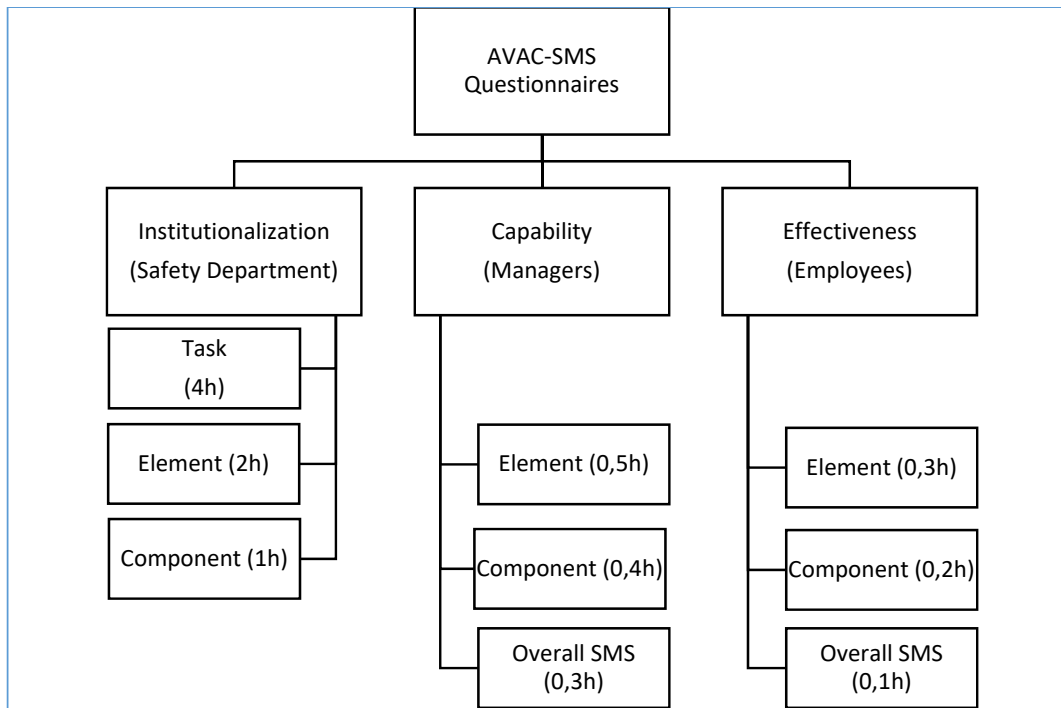 AVAC-SMS
Questionnaires
Institutionalization
(Safety Department)
Task
(4h)
Element (2h)
Component (1h)
Capability
(Managers)
Element (0,5h)
Component (0,4h)
Overall SMS
(0,3h)
Effectiveness
(Employees)
Element (0,3h)
Component (0,2h)
Overall SMS
(0,1h)